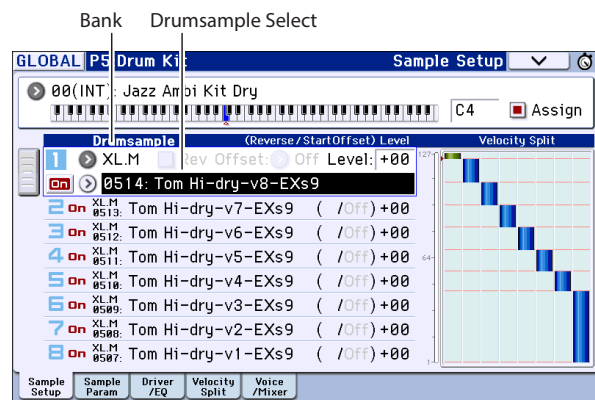 Bank Drumsample Select
GLOBAL P5:Drum Kit Sample Setup
00(INT): Jazz Ambi Kit Dry
C4 Assign
Drumsample (Reverse/StartOffset) Level Velocity Split
1 XL.M Rev Offset: Off Level: +00
On 0514: Tom Hi-dry-v8-EXs9
2 On XL.M 0513: Tom Hi-dry-v7-EXs9 ( /Off) +00
3 On XL.M 0512: Tom Hi-dry-v6-EXs9 ( /Off) +00
4 On XL.M 0511: Tom Hi-dry-v5-EXs9 ( /Off) +00
5 On XL.M 0510: Tom Hi-dry-v4-EXs9 ( /Off) +00
6 On XL.M 0509: Tom Hi-dry-v3-EXs9 ( /Off) +00
7 On XL.M 0508: Tom Hi-dry-v2-EXs9 ( /Off) +00
8 On XL.M 0507: Tom Hi-dry-v1-EXs9 ( /Off) +00
127-
64-
1-
Sample Setup
Sample Param
Driver /EQ
Velocity Split
Voice /Mixer